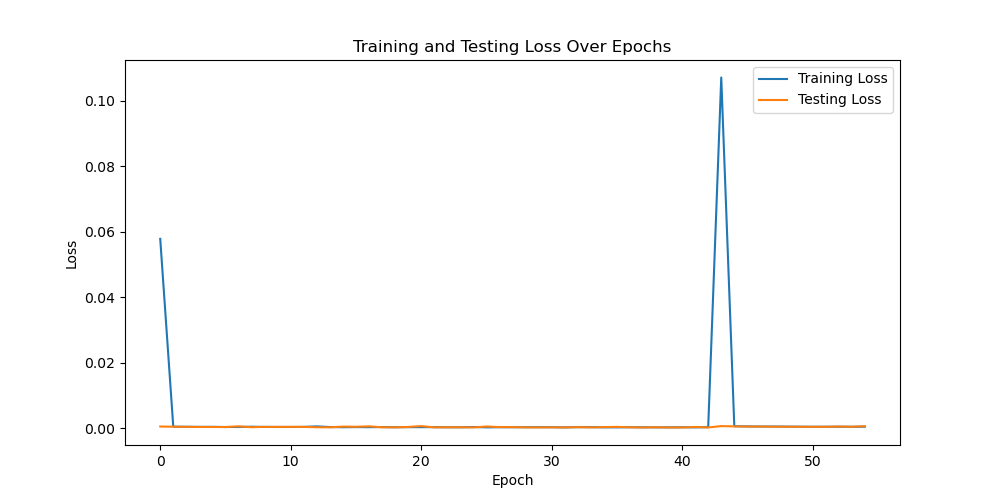 Training and Testing Loss Over Epochs
Training Loss
Testing Loss
0.10
0.08
0.06
0.04
0.02
0.00
Loss
0 10 20 30 40 50
Epoch